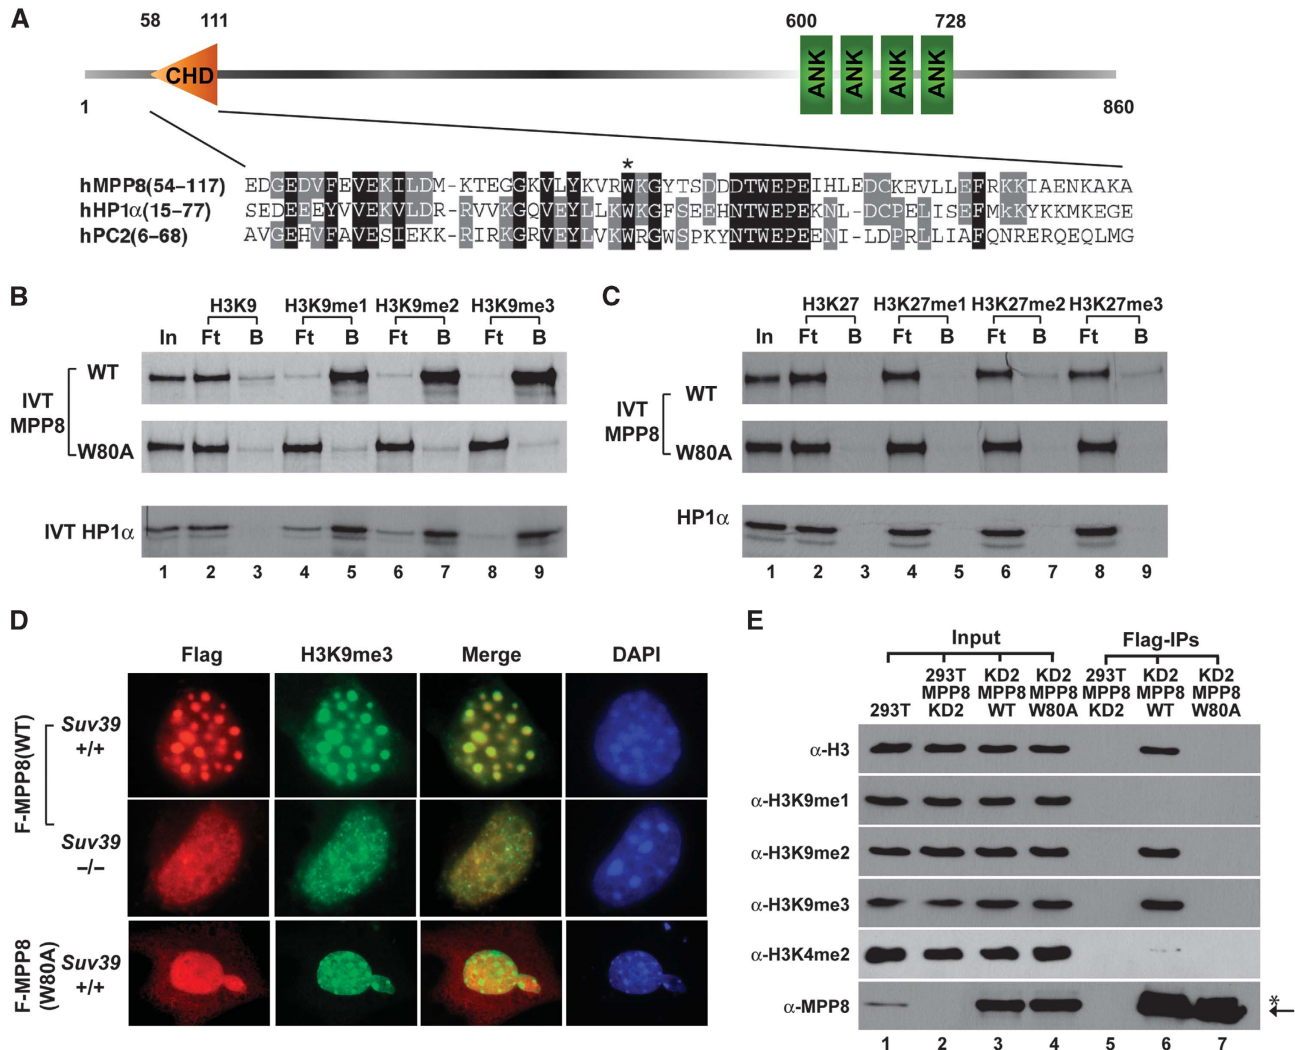 A
58 111 600 728
CHD ANK ANK ANK ANK
1 860
*
hMPP8(54–117) EDGEDVFEVEKILDM-KTEGGKVLYKVRWKGYTSDDDTWEPEIHLEDCKEVLLEFRKKIAENKAKA
hHP1α(15–77) SEDEEEYVVEKVLDR-RVVKGQVEYLLKWKGFSEEHNTWEPEKNL-DCPELISEFMkKYKKMKEGE
hPC2(6–68) AVGEHVFAVESIEKK-RIRKGRVEYLVKWRGWSPKYNTWEPEENI-LDPRLLIAFQNRERQEQLMG
B
H3K9 H3K9me1 H3K9me2 H3K9me3
In Ft B Ft B Ft B Ft B
IVT MPP8
WT
W80A
IVT HP1α
1 2 3 4 5 6 7 8 9
C
H3K27 H3K27me1 H3K27me2 H3K27me3
In Ft B Ft B Ft B Ft B
IVT MPP8
WT
W80A
HP1α
1 2 3 4 5 6 7 8 9
D
Flag H3K9me3 Merge DAPI
F-MPP8(WT)
Suv39 +/+
Suv39 –/–
F-MPP8 (W80A)
Suv39 +/+
E
Input Flag-IPs
293T KD2 KD2 293T KD2 KD2
MPP8 MPP8 MPP8 MPP8 MPP8 MPP8
293T KD2 WT W80A KD2 WT W80A
α-H3
α-H3K9me1
α-H3K9me2
α-H3K9me3
α-H3K4me2
α-MPP8 *
1 2 3 4 5 6 7